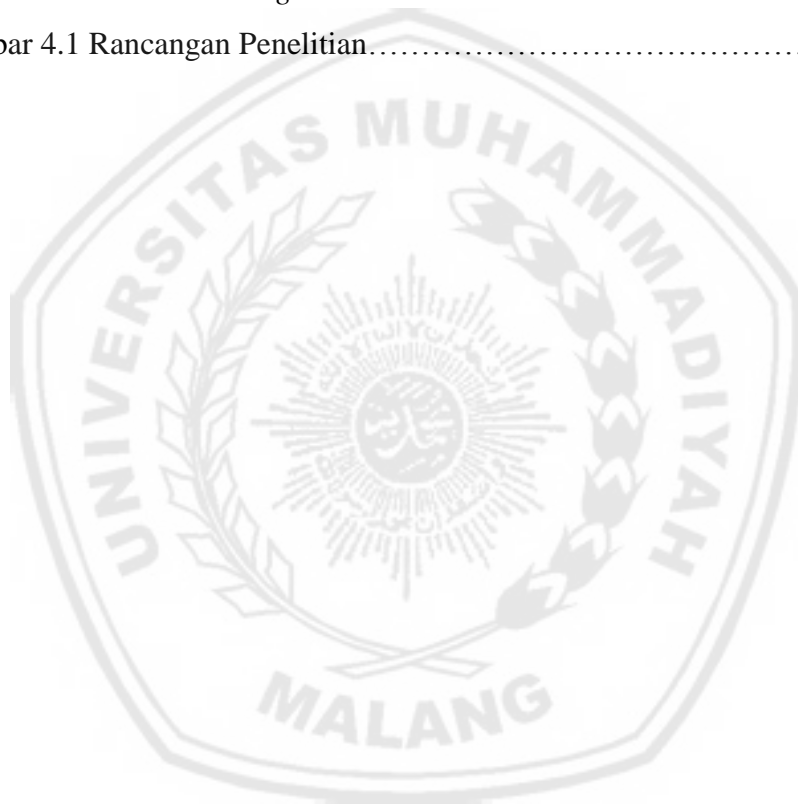 bar 4.1 Rancangan Penelitian……………………………………
UNIVERSITAS MUHAMMADIYAH
MALANG